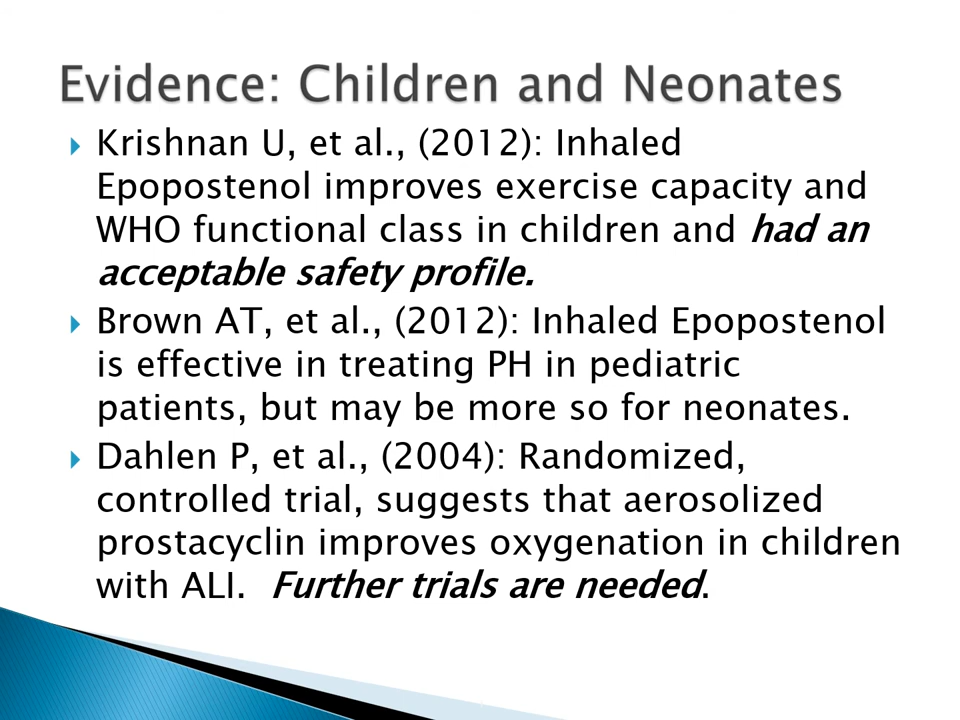 Evidence: Children and Neonates
Krishnan U, et al., (2012): Inhaled
Epopostenol improves exercise capacity and
WHO functional class in children and had an
acceptable safety profile.
Brown AT, et al., (2012): Inhaled Epopostenol
is effective in treating PH in pediatric
patients, but may be more so for neonates.
Dahlen P, et al., (2004): Randomized,
controlled trial, suggests that aerosolized
prostacyclin improves oxygenation in children
with ALI. Further trials are needed.